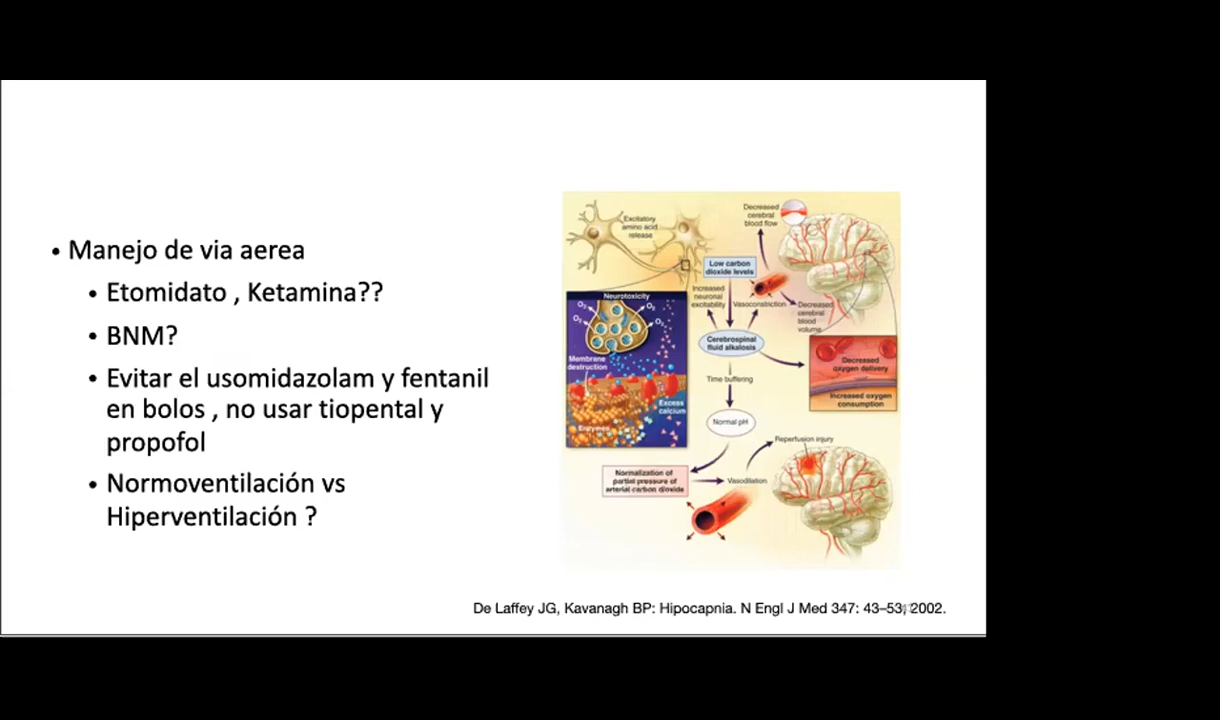 • Manejo de via aerea
• Etomidato , Ketamina??
• BNM?
• Evitar el usomidazolam y fentanil
en bolos , no usar tiopental y
propofol
• Normoventilación vs
Hiperventilación ?
Excitatory
amino acid
release
Decreased
cerebral
blood flow
Low carbon
dioxide levels
Neurotoxicity
O₂
O₂
O₂
O₂
Increased
neuronal
excitability
Vasoconstriction
Decreased
cerebral
blood
volume
Cerebrospinal
fluid alkalosis
Membrane
destruction
Decreased
oxygen delivery
Time buffering
Increased oxygen
consumption
Excess
calcium
Enzymes
Normal pH
Reperfusion injury
Normalization of
partial pressure of
arterial carbon dioxide
Vasodilation
De Laffey JG, Kavanagh BP: Hipocapnia. N Engl J Med 347: 43–53, 2002.